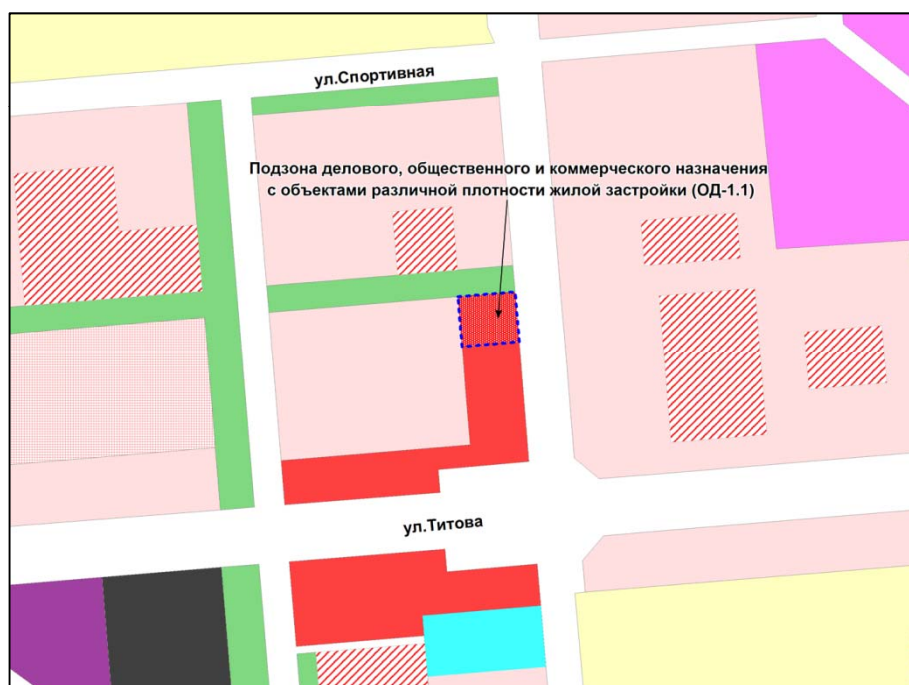 ул.Спортивная
Подзона делового, общественного и коммерческого назначения
с объектами различной плотности жилой застройки (ОД-1.1)
ул.Титова